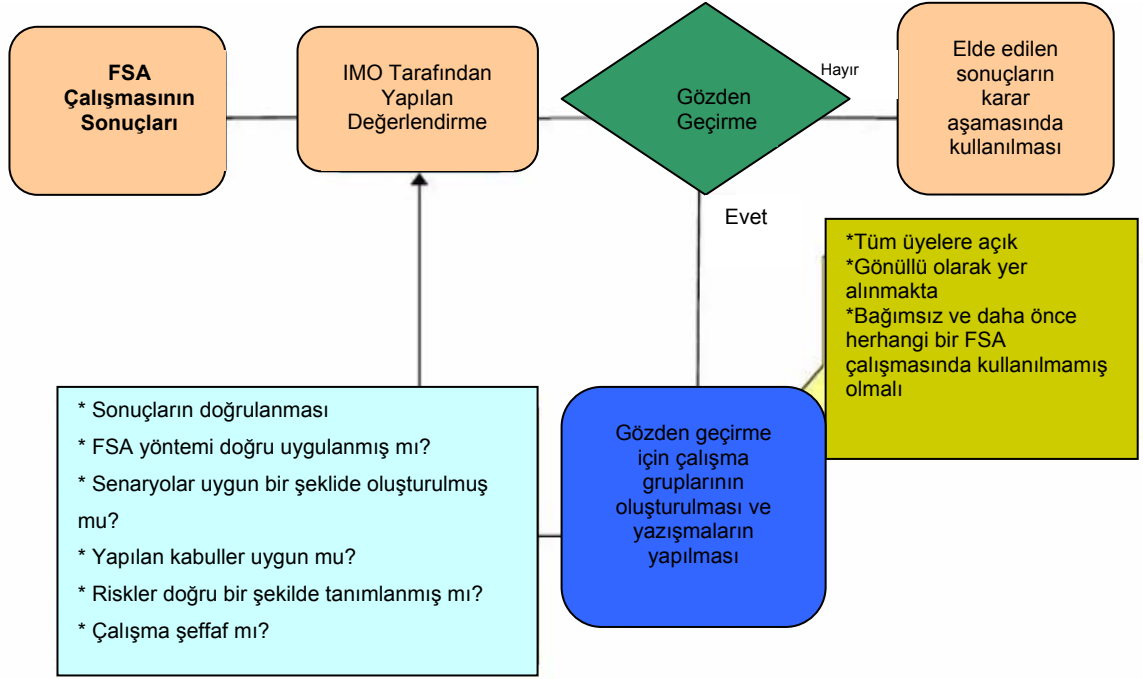 FSA
Çalışmasının
Sonuçları
IMO Tarafından
Yapılan
Değerlendirme
Gözden
Geçirme
Hayır
Elde edilen
sonuçların
karar
aşamasında
kullanılması
Evet
*Tüm üyelere açık
*Gönüllü olarak yer
alınmakta
*Bağımsız ve daha önce
herhangi bir FSA
çalışmasında kullanılmamış
olmalı
* Sonuçların doğrulanması
* FSA yöntemi doğru uygulanmış mı?
* Senaryolar uygun bir şeklide oluşturulmuş
mu?
* Yapılan kabuller uygun mu?
* Riskler doğru bir şekilde tanımlanmış mı?
* Çalışma şeffaf mı?
Gözden geçirme
için çalışma
gruplarının
oluşturulması ve
yazışmaların
yapılması